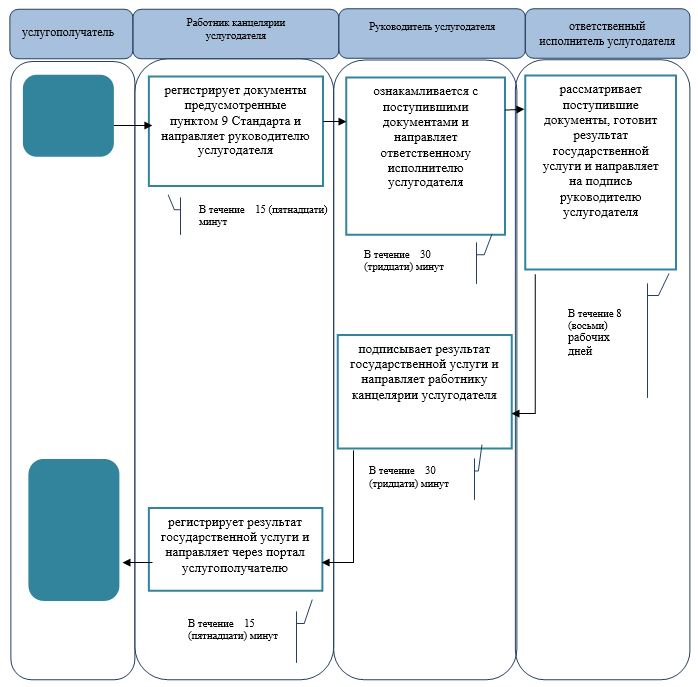 услугополучатель
Работник канцелярии
услугодателя
Руководитель услугодателя
ответственный
исполнитель услугодателя
регистрирует документы
предусмотренные
пунктом 9 Стандарта и
направляет руководителю
услугодателя
В течение 15 (пятнадцати)
минут
ознакамливается с
поступившими
документами и
направляет
ответственному
исполнителю
услугодателя
В течение 30
(тридцати) минут
рассматривает
поступившие
документы, готовит
результат
государственной
услуги и направляет
на подпись
руководителю
услугодателя
В течение 8
(восьми)
рабочих
дней
подписывает результат
государственной услуги и
направляет работнику
канцелярии услугодателя
В течение 30
(тридцати) минут
регистрирует результат
государственной услуги и
направляет через портал
услугополучателю
В течение 15
(пятнадцати) минут